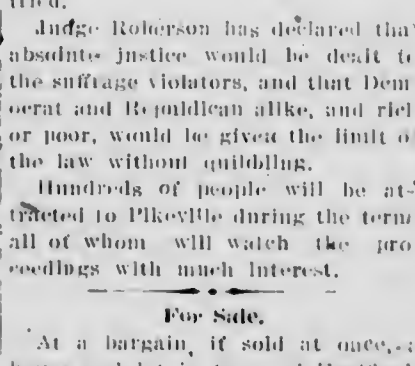 tried.
Judge Roberson has declared that
absolute justice would be dealt to
the suffrage violators, and that Dem
ocrat and Republican alike, and rich
or poor, would be given the limit of
the law without quibbling.
Hundreds of people will be at-
tracted to Pikeville during the term
all of whom will watch the pro
ceedings with much interest.
For Sale.
At a bargain, if sold at once, a